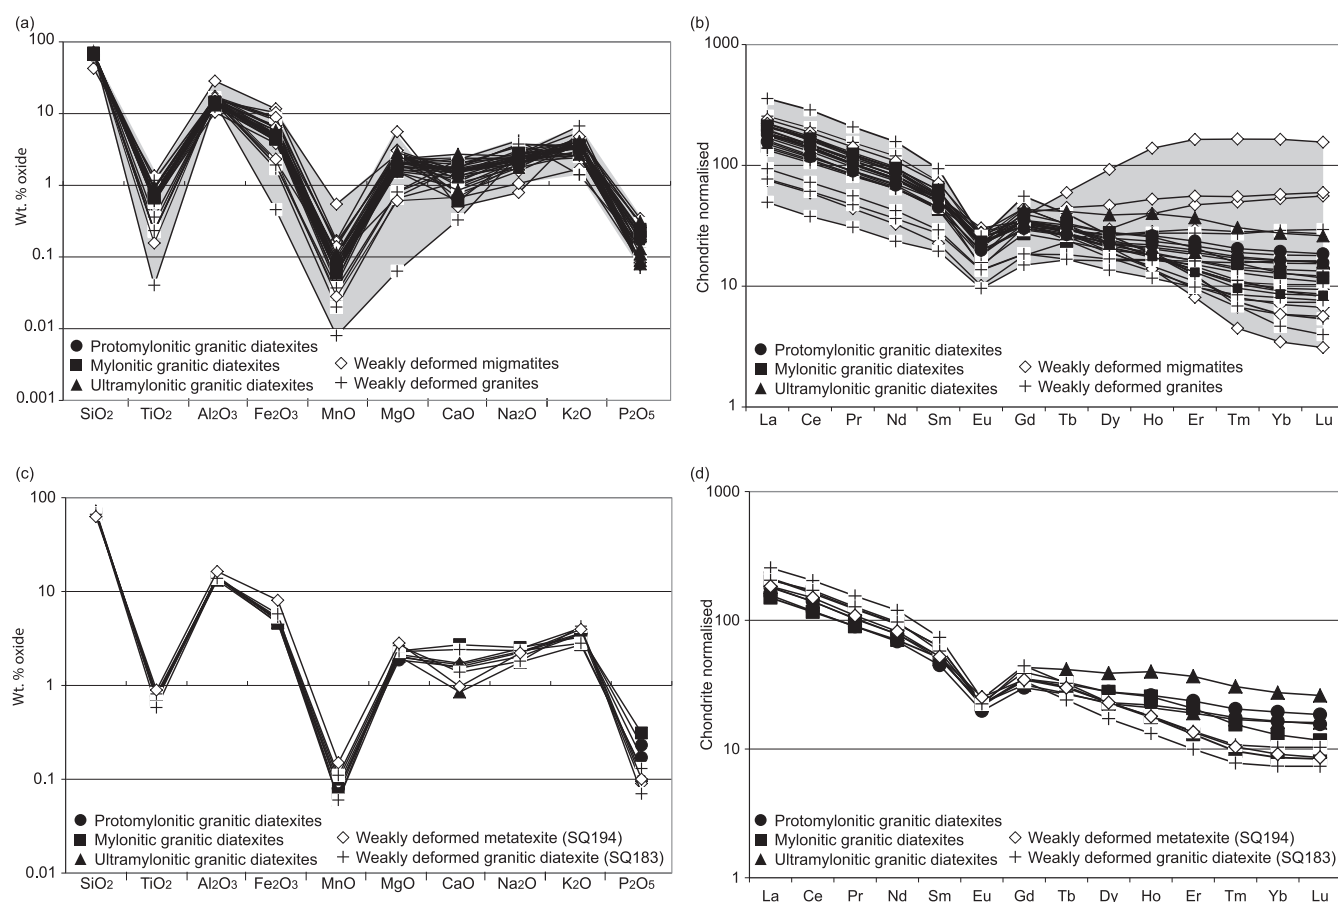 (a)
100
10
1
0.1
0.01
0.001
Wt. % oxide
Protomylonitic granitic diatexites
Mylonitic granitic diatexites
Ultramylonitic granitic diatexites
Weakly deformed migmatites
Weakly deformed granites
SiO2 TiO2 Al2O3 Fe2O3 MnO MgO CaO Na2O K2O P2O5
(b)
1000
100
10
1
Chondrite normalised
Protomylonitic granitic diatexites
Mylonitic granitic diatexites
Ultramylonitic granitic diatexites
Weakly deformed migmatites
Weakly deformed granites
La Ce Pr Nd Sm Eu Gd Tb Dy Ho Er Tm Yb Lu
(c)
100
10
1
0.1
0.01
Wt. % oxide
Protomylonitic granitic diatexites
Mylonitic granitic diatexites
Ultramylonitic granitic diatexites
Weakly deformed metatexite (SQ194)
Weakly deformed granitic diatexite (SQ183)
SiO2 TiO2 Al2O3 Fe2O3 MnO MgO CaO Na2O K2O P2O5
(d)
1000
100
10
1
Chondrite normalised
Protomylonitic granitic diatexites
Mylonitic granitic diatexites
Ultramylonitic granitic diatexites
Weakly deformed metatexite (SQ194)
Weakly deformed granitic diatexite (SQ183)
La Ce Pr Nd Sm Eu Gd Tb Dy Ho Er Tm Yb Lu